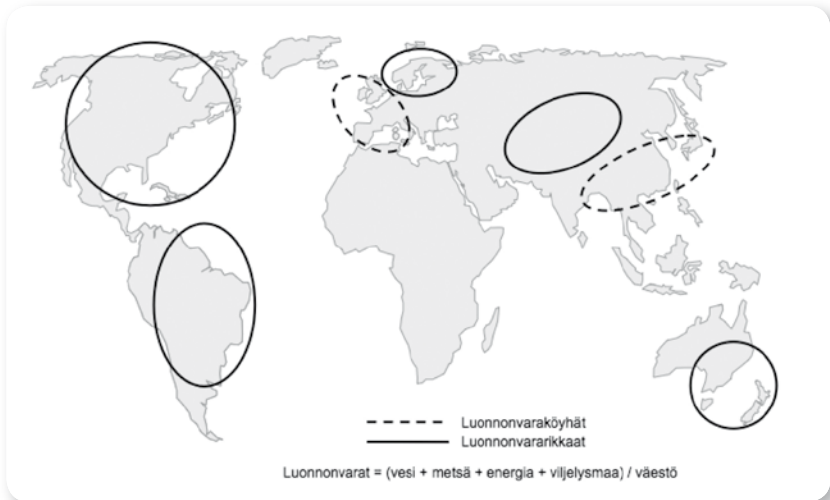 Luonnonvaraköyhät
Luonnonvararikkaat
Luonnonvarat = (vesi + metsä + energia + viljelysmaa) / väestö